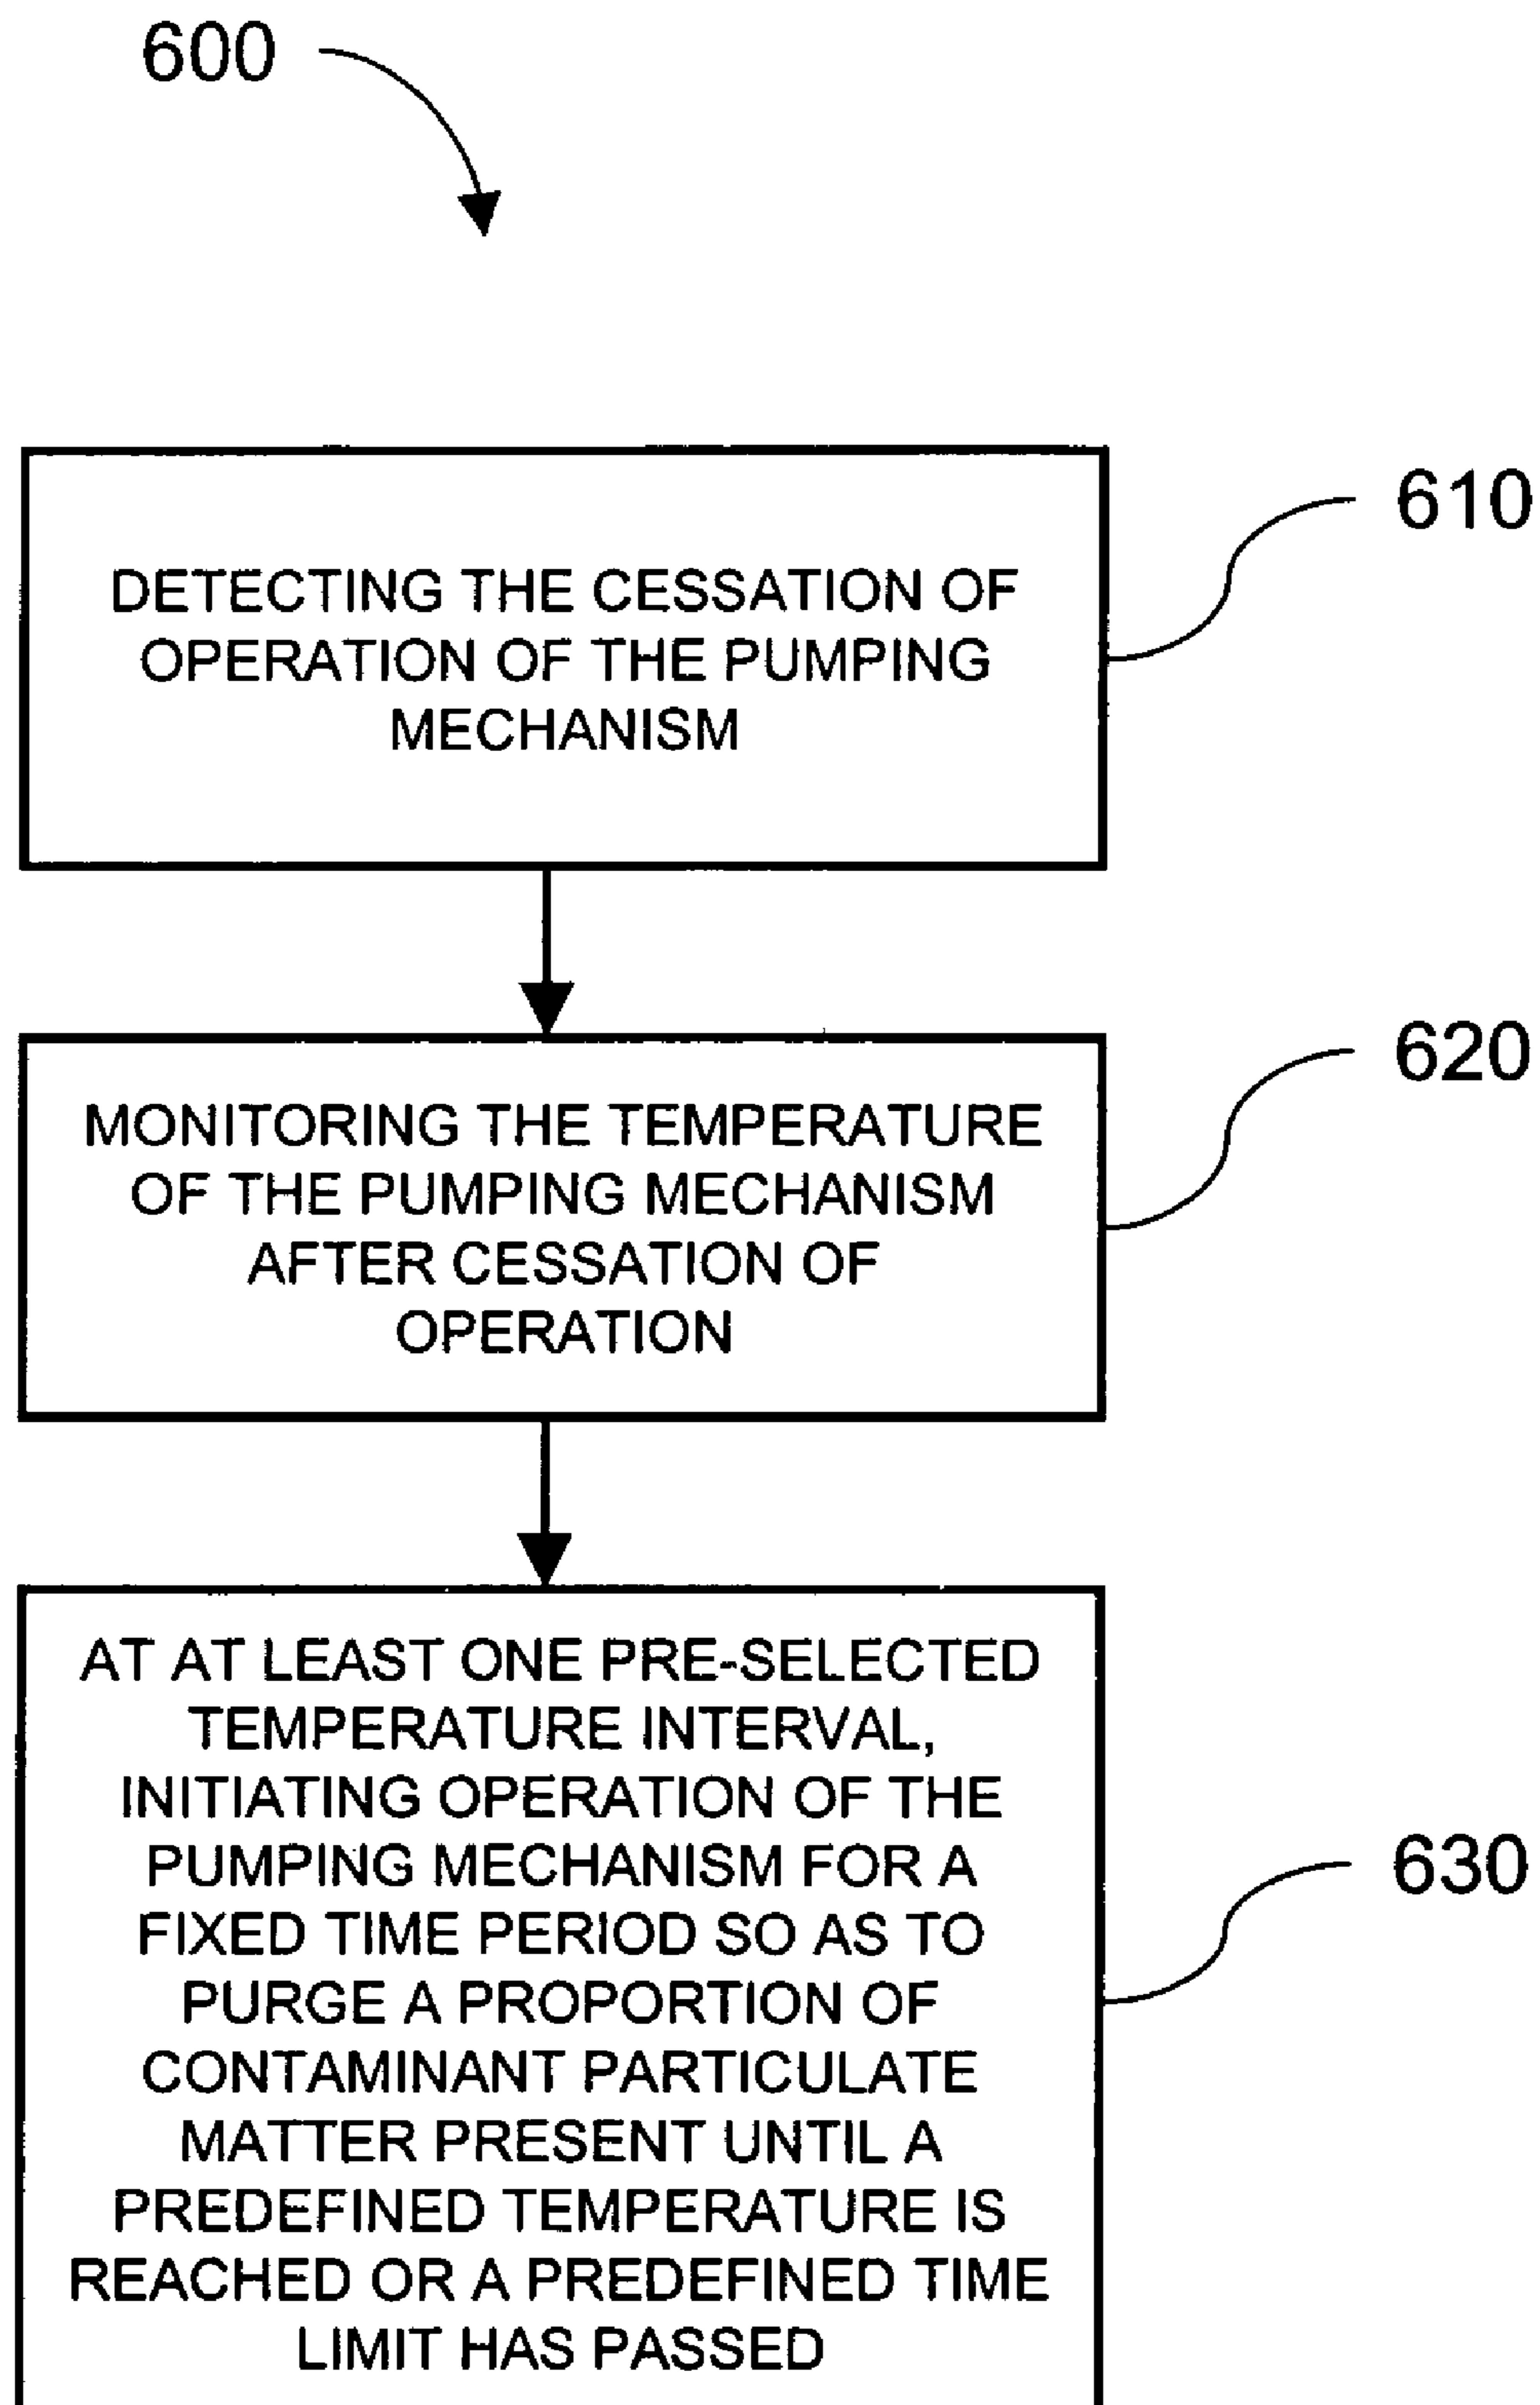 600
DETECTING THE CESSATION OF
OPERATION OF THE PUMPING
MECHANISM
610
MONITORING THE TEMPERATURE
OF THE PUMPING MECHANISM
AFTER CESSATION OF
OPERATION
620
AT AT LEAST ONE PRE-SELECTED
TEMPERATURE INTERVAL,
INITIATING OPERATION OF THE
PUMPING MECHANISM FOR A
FIXED TIME PERIOD SO AS TO
PURGE A PROPORTION OF
CONTAMINANT PARTICULATE
MATTER PRESENT UNTIL A
PREDEFINED TEMPERATURE IS
REACHED OR A PREDEFINED TIME
LIMIT HAS PASSED
630